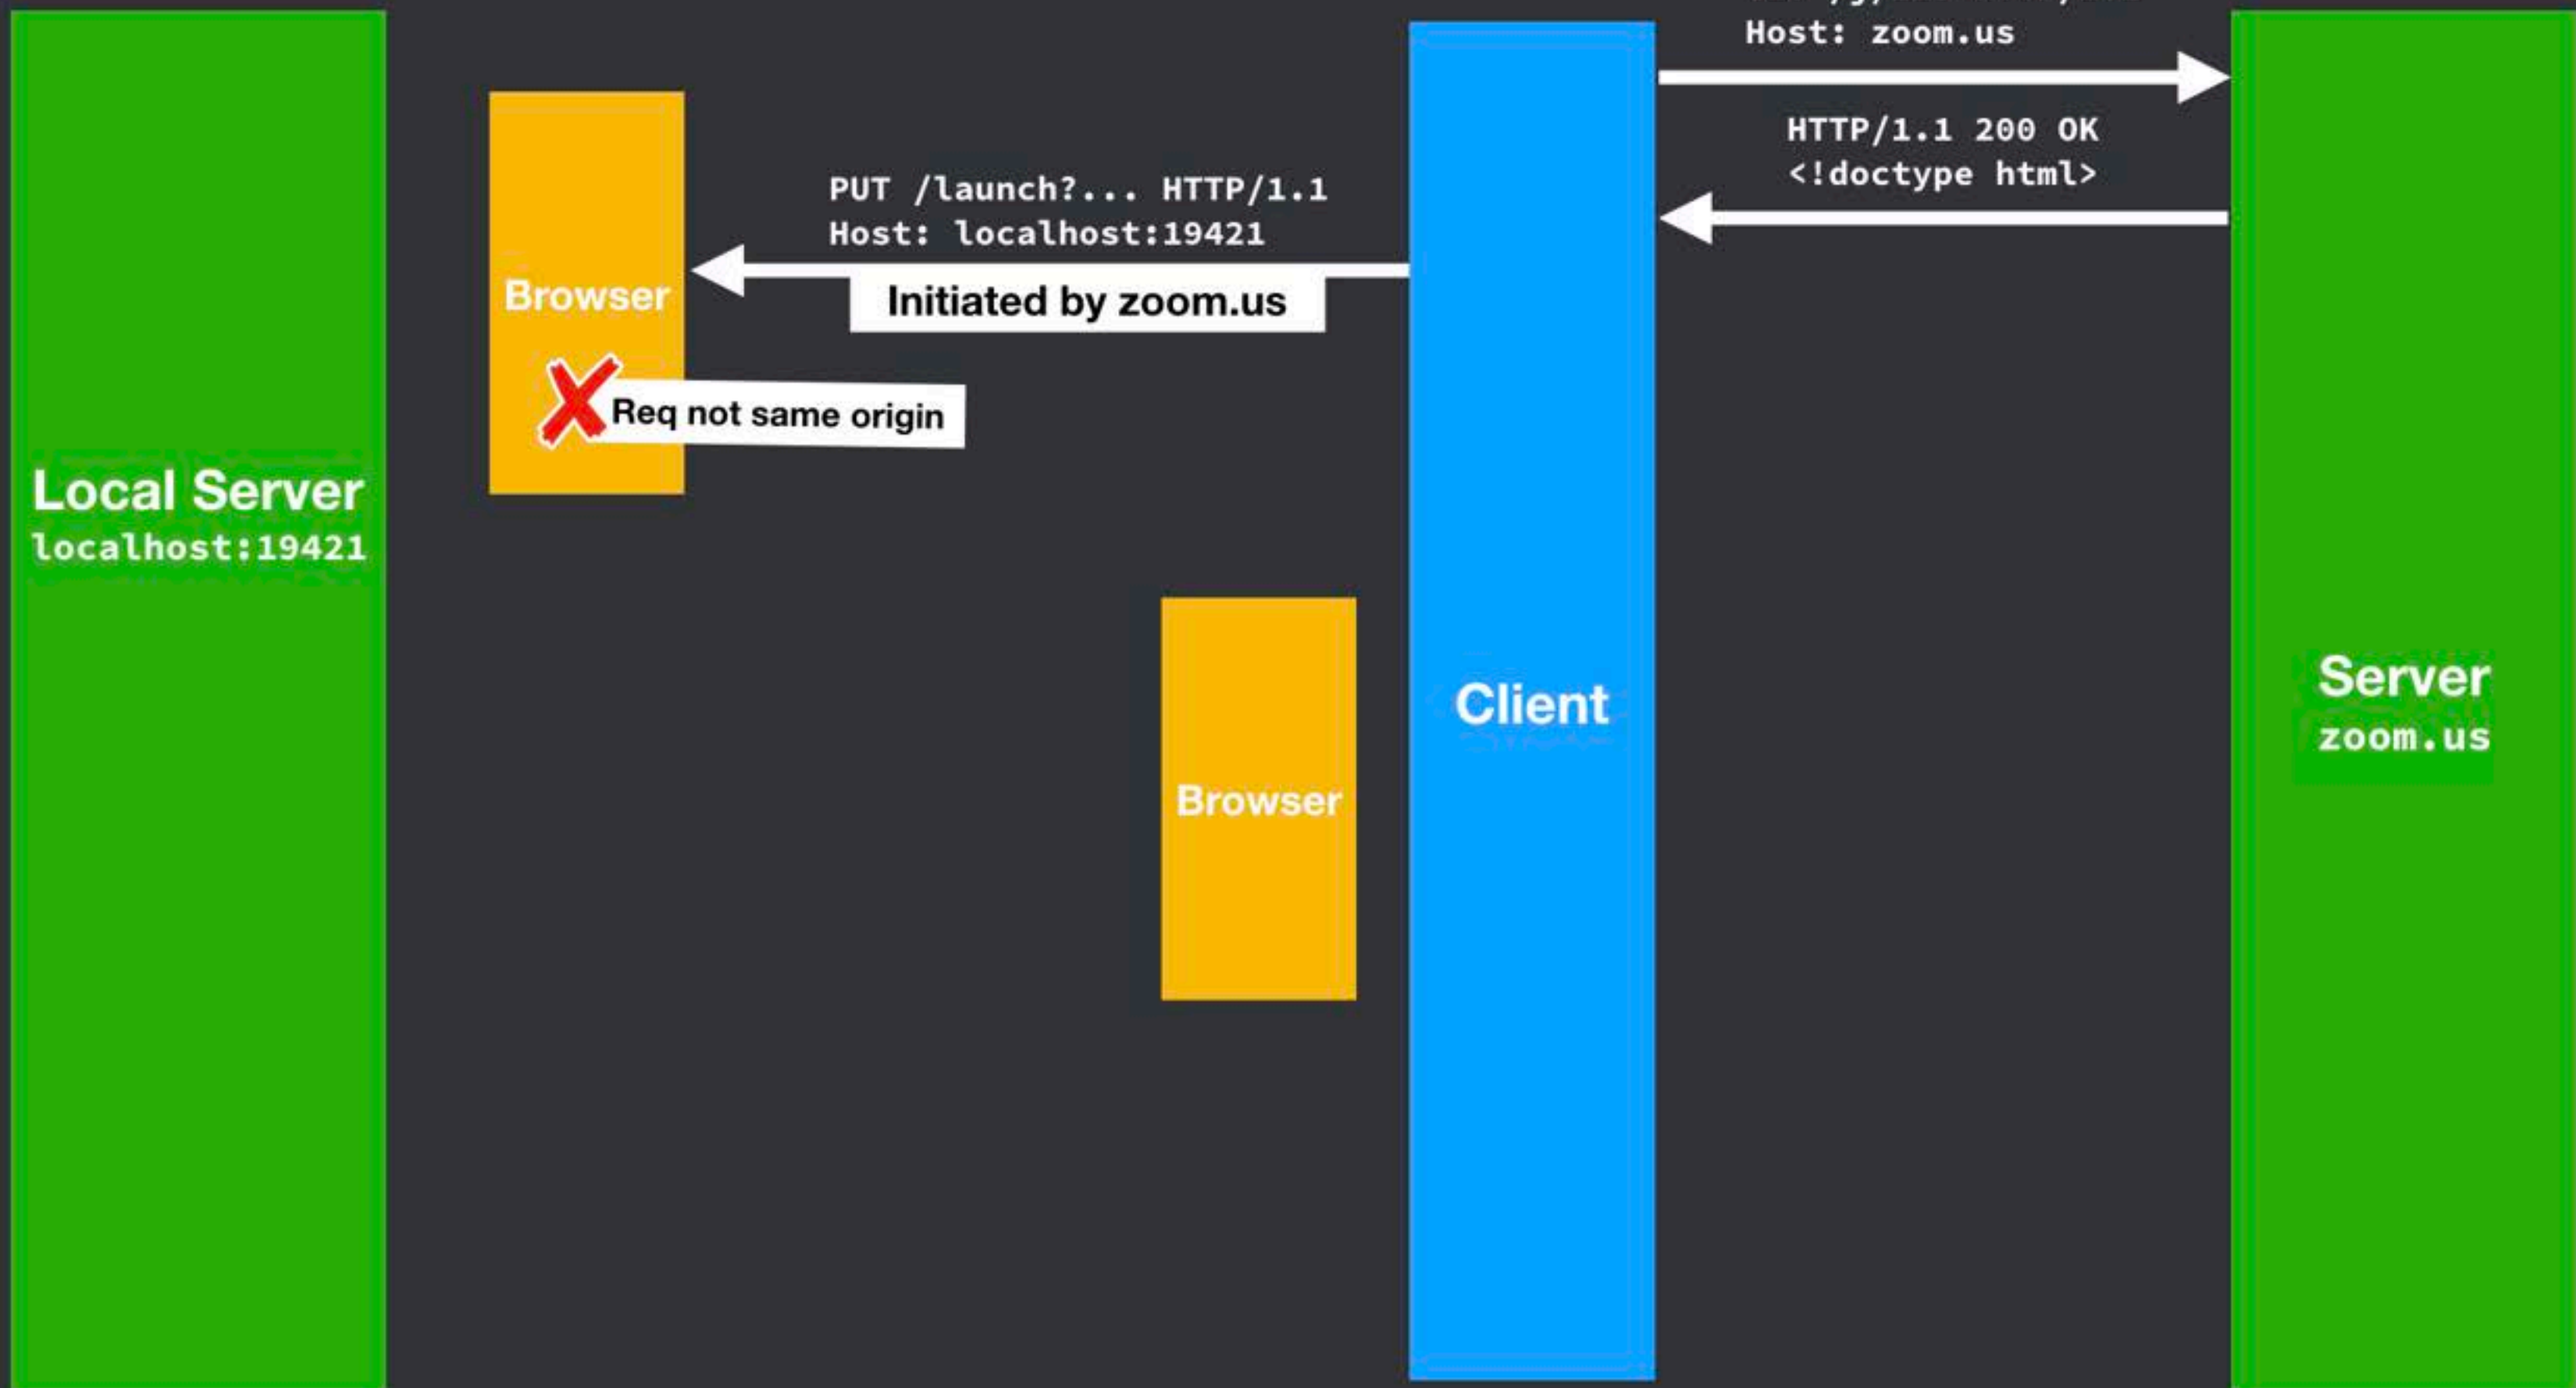 Host: zoom.us
HTTP/1.1 200 OK
<!doctype html>
PUT /launch?... HTTP/1.1
Host: localhost:19421
Initiated by zoom.us
Browser
Req not same origin
Local Server
localhost:19421
Browser
Client
Server
zoom.us